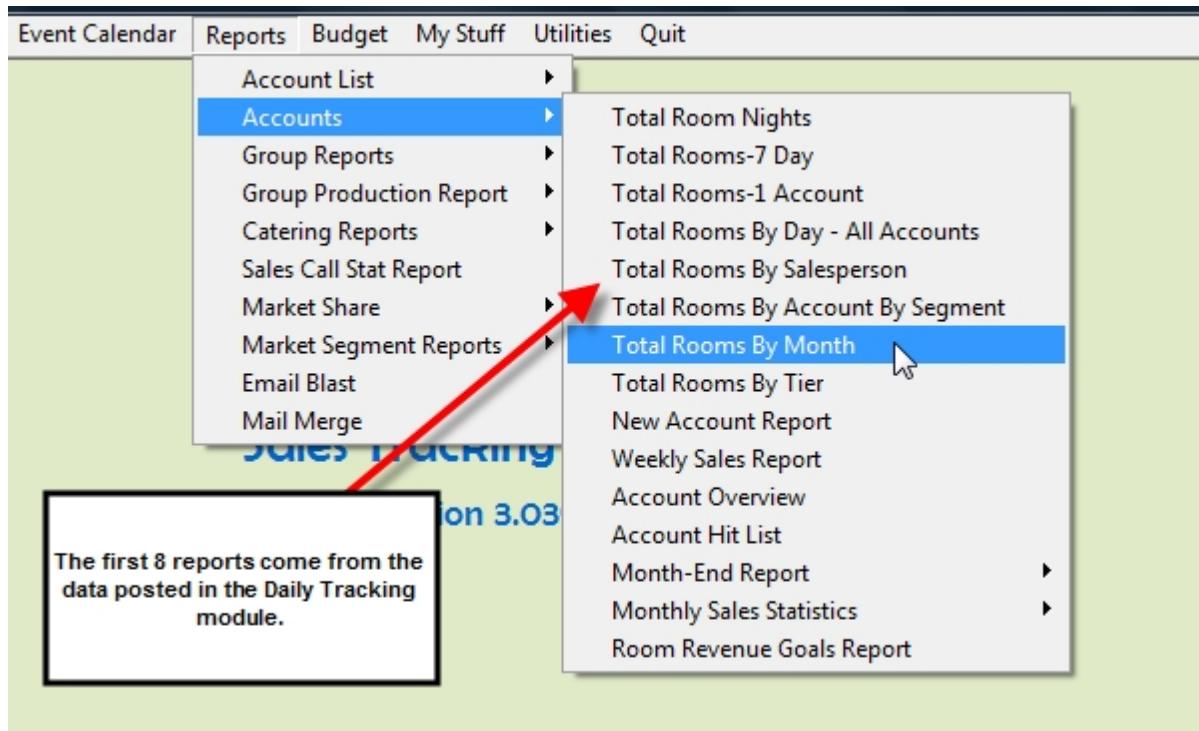 Event Calendar Reports Budget My Stuff Utilities Quit
Account List
Accounts
Group Reports
Group Production Report
Catering Reports
Sales Call Stat Report
Market Share
Market Segment Reports
Email Blast
Mail Merge
Total Room Nights
Total Rooms-7 Day
Total Rooms-1 Account
Total Rooms By Day - All Accounts
Total Rooms By Salesperson
Total Rooms By Account By Segment
Total Rooms By Month
Total Rooms By Tier
New Account Report
Weekly Sales Report
Account Overview
Account Hit List
Month-End Report
Monthly Sales Statistics
Room Revenue Goals Report
Sales Tracking
ion 3.03
The first 8 reports come from the
data posted in the Daily Tracking
module.